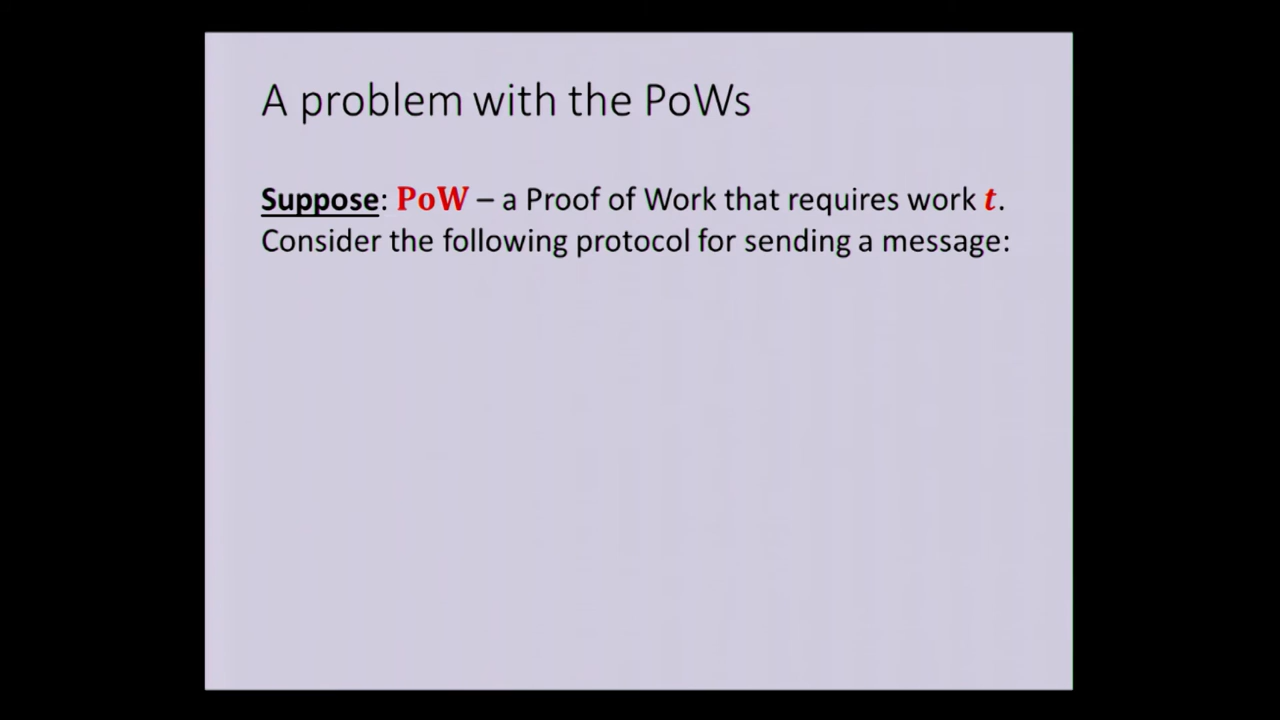 A problem with the PoWs
Suppose: PoW – a Proof of Work that requires work t.
Consider the following protocol for sending a message: